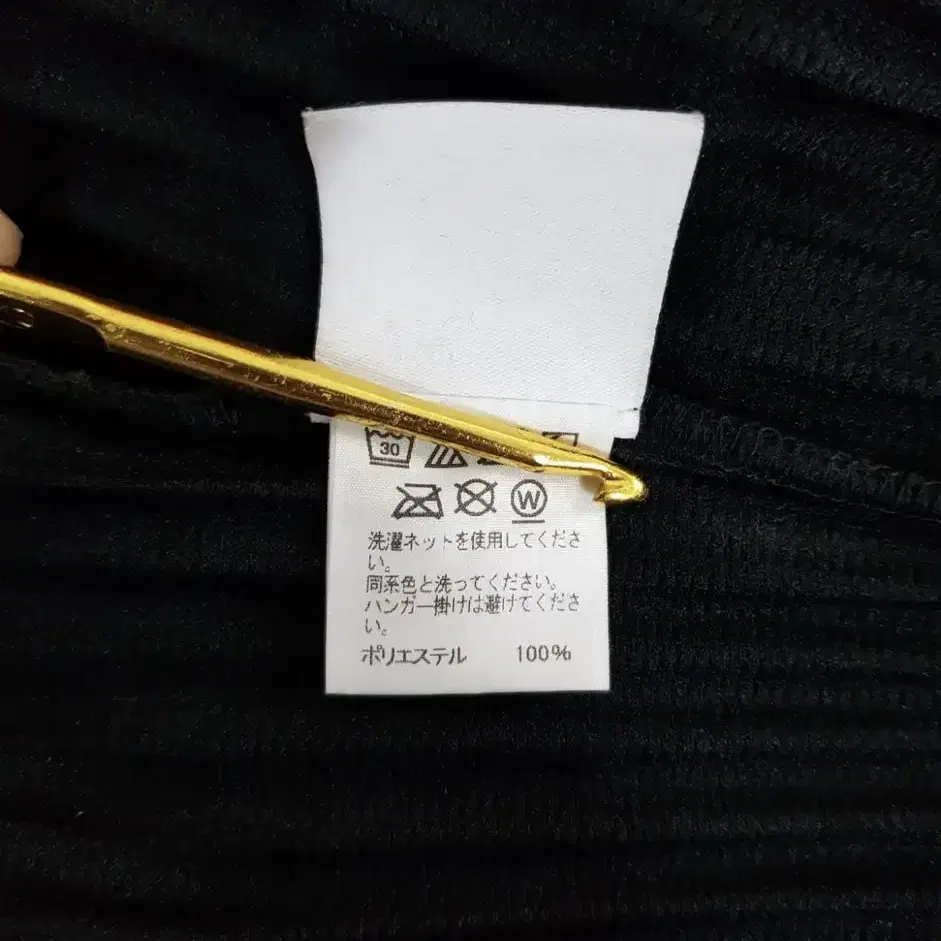 30
W
洗濯ネットを使用してくださ
い。
同系色と洗ってください。
ハンガー掛けは避けてくださ
い。
ポリエステル 100%